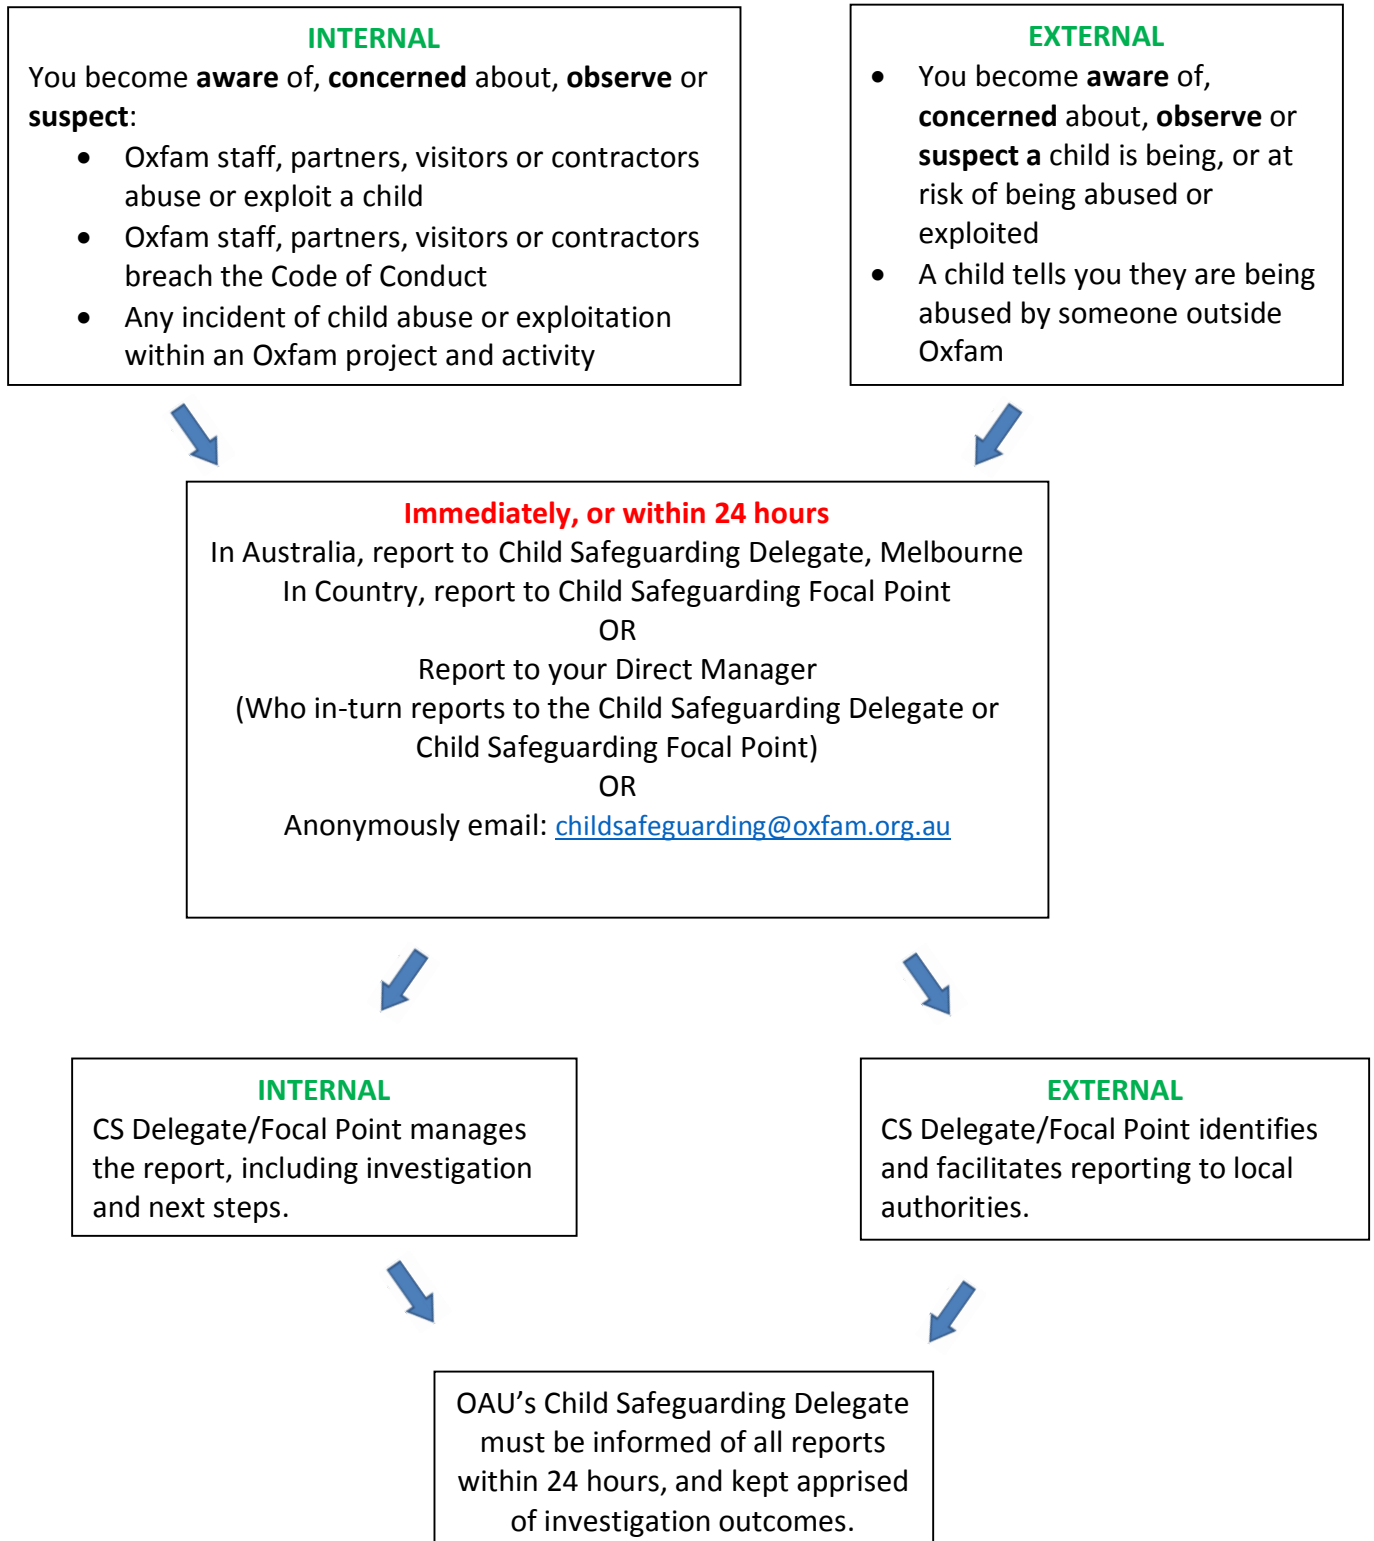 INTERNAL
You become aware of, concerned about, observe or
suspect:
• Oxfam staff, partners, visitors or contractors
abuse or exploit a child
• Oxfam staff, partners, visitors or contractors
breach the Code of Conduct
• Any incident of child abuse or exploitation
within an Oxfam project and activity
EXTERNAL
• You become aware of,
concerned about, observe or
suspect a child is being, or at
risk of being abused or
exploited
• A child tells you they are being
abused by someone outside
Oxfam
Immediately, or within 24 hours
In Australia, report to Child Safeguarding Delegate, Melbourne
In Country, report to Child Safeguarding Focal Point
OR
Report to your Direct Manager
(Who in-turn reports to the Child Safeguarding Delegate or
Child Safeguarding Focal Point)
OR
Anonymously email: childsafeguarding@oxfam.org.au
INTERNAL
CS Delegate/Focal Point manages
the report, including investigation
and next steps.
EXTERNAL
CS Delegate/Focal Point identifies
and facilitates reporting to local
authorities.
OAU’s Child Safeguarding Delegate
must be informed of all reports
within 24 hours, and kept apprised
of investigation outcomes.